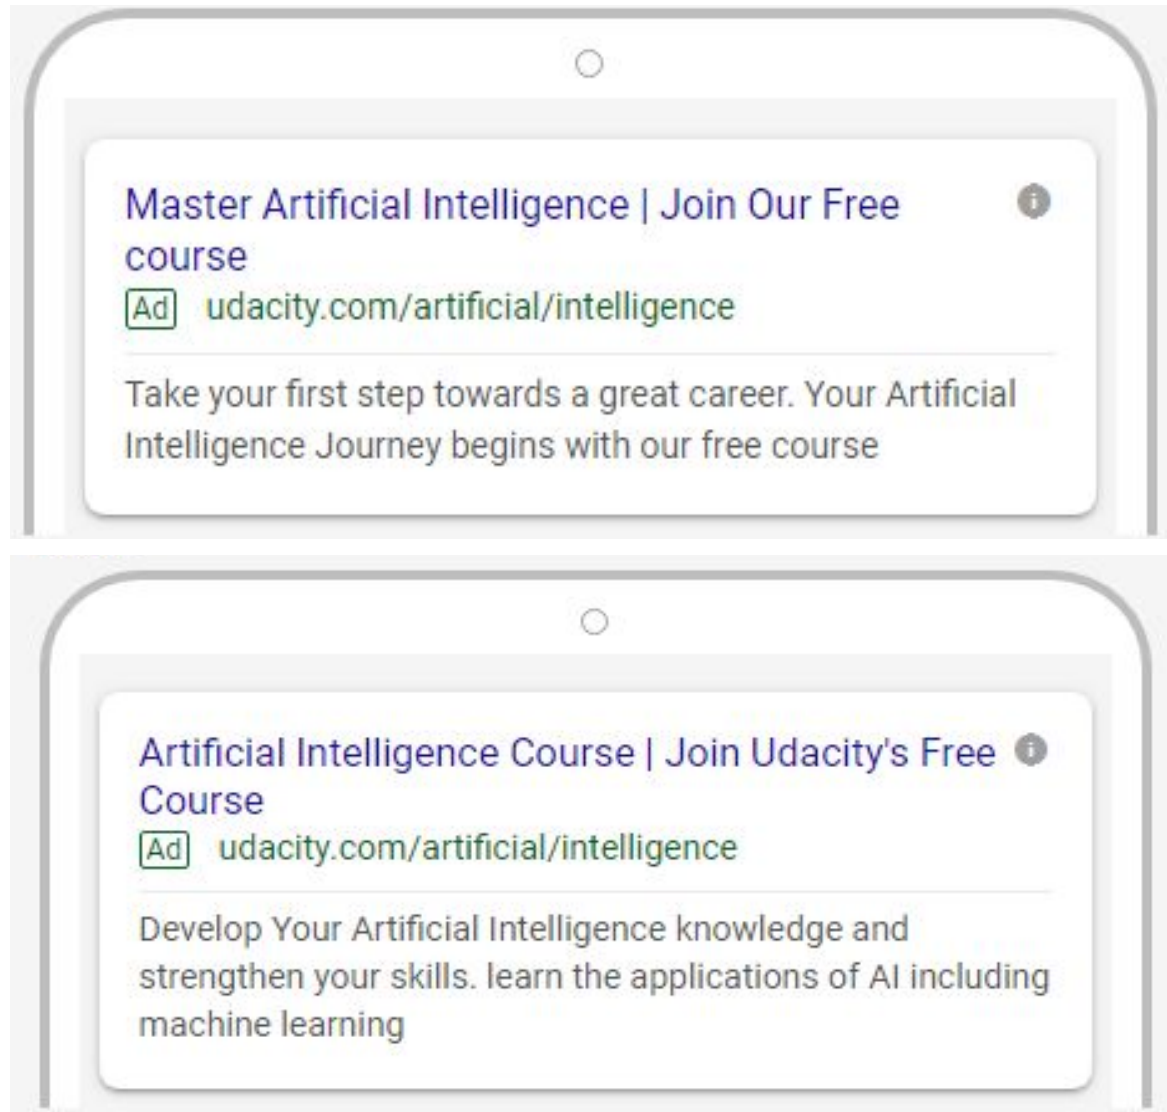 Master Artificial Intelligence | Join Our Free
course
Ad udacity.com/artificial/intelligence
Take your first step towards a great career. Your Artificial
Intelligence Journey begins with our free course
Artificial Intelligence Course | Join Udacity's Free
Course
Ad udacity.com/artificial/intelligence
Develop Your Artificial Intelligence knowledge and
strengthen your skills. learn the applications of AI including
machine learning